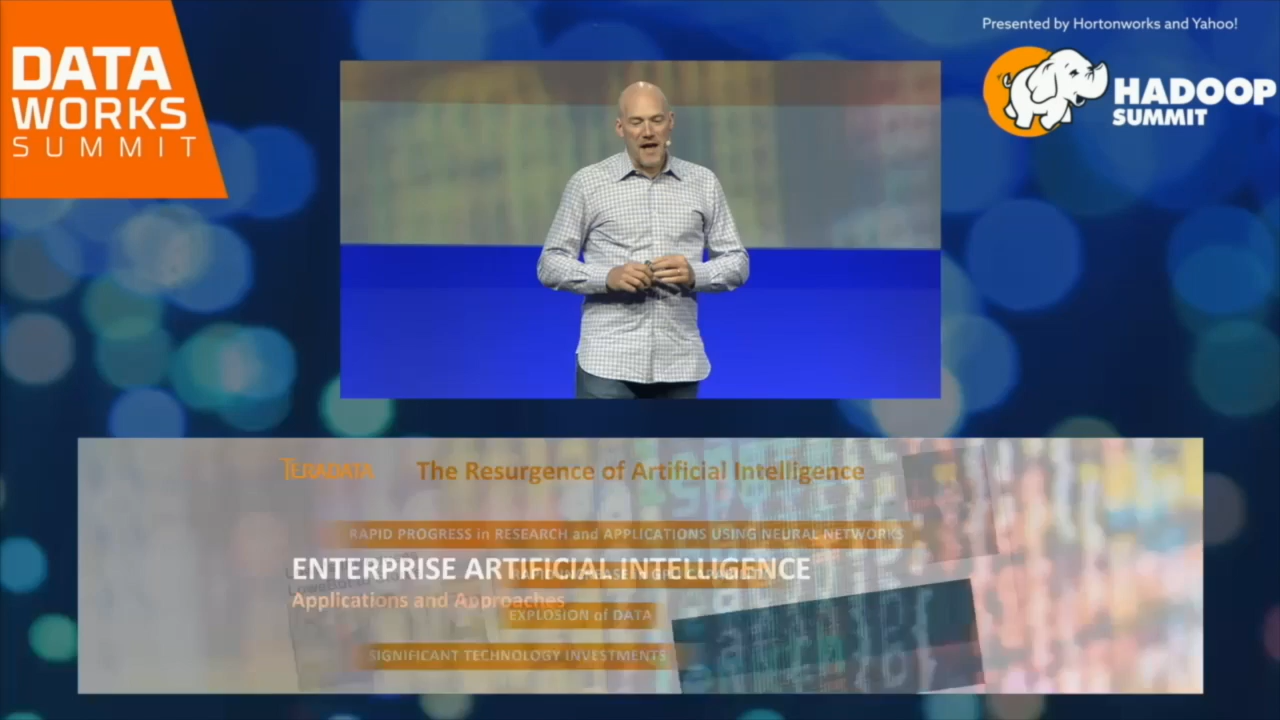 Presented by Hortonworks and Yahoo!
DATA
WORKS
SUMMIT
HADOOP
SUMMIT
TERADATA
The Resurgence of Artificial Intelligence
RAPID PROGRESS in RESEARCH and APPLICATIONS USING NEURAL NETWORKS
ENTERPRISE ARTIFICIAL INTELLIGENCE
Applications and Approaches
EXPLOSION of DATA
SIGNIFICANT TECHNOLOGY INVESTMENTS